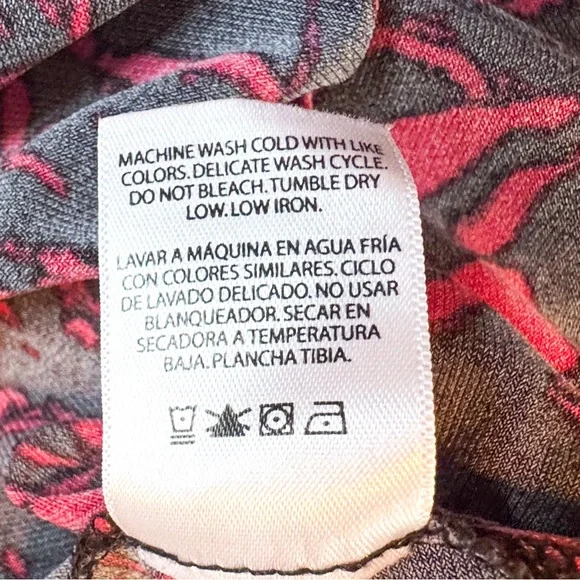 MACHINE WASH COLD WITH LIKE
COLORS. DELICATE WASH CYCLE.
DO NOT BLEACH. TUMBLE DRY
LOW. LOW IRON.
LAVAR A MÁQUINA EN AGUA FRÍA
CON COLORES SIMILARES. CICLO
DE LAVADO DELICADO. NO USAR
BLANQUEADOR. SECAR EN
SECADORA A TEMPERATURA
BAJA. PLANCHA TIBIA.